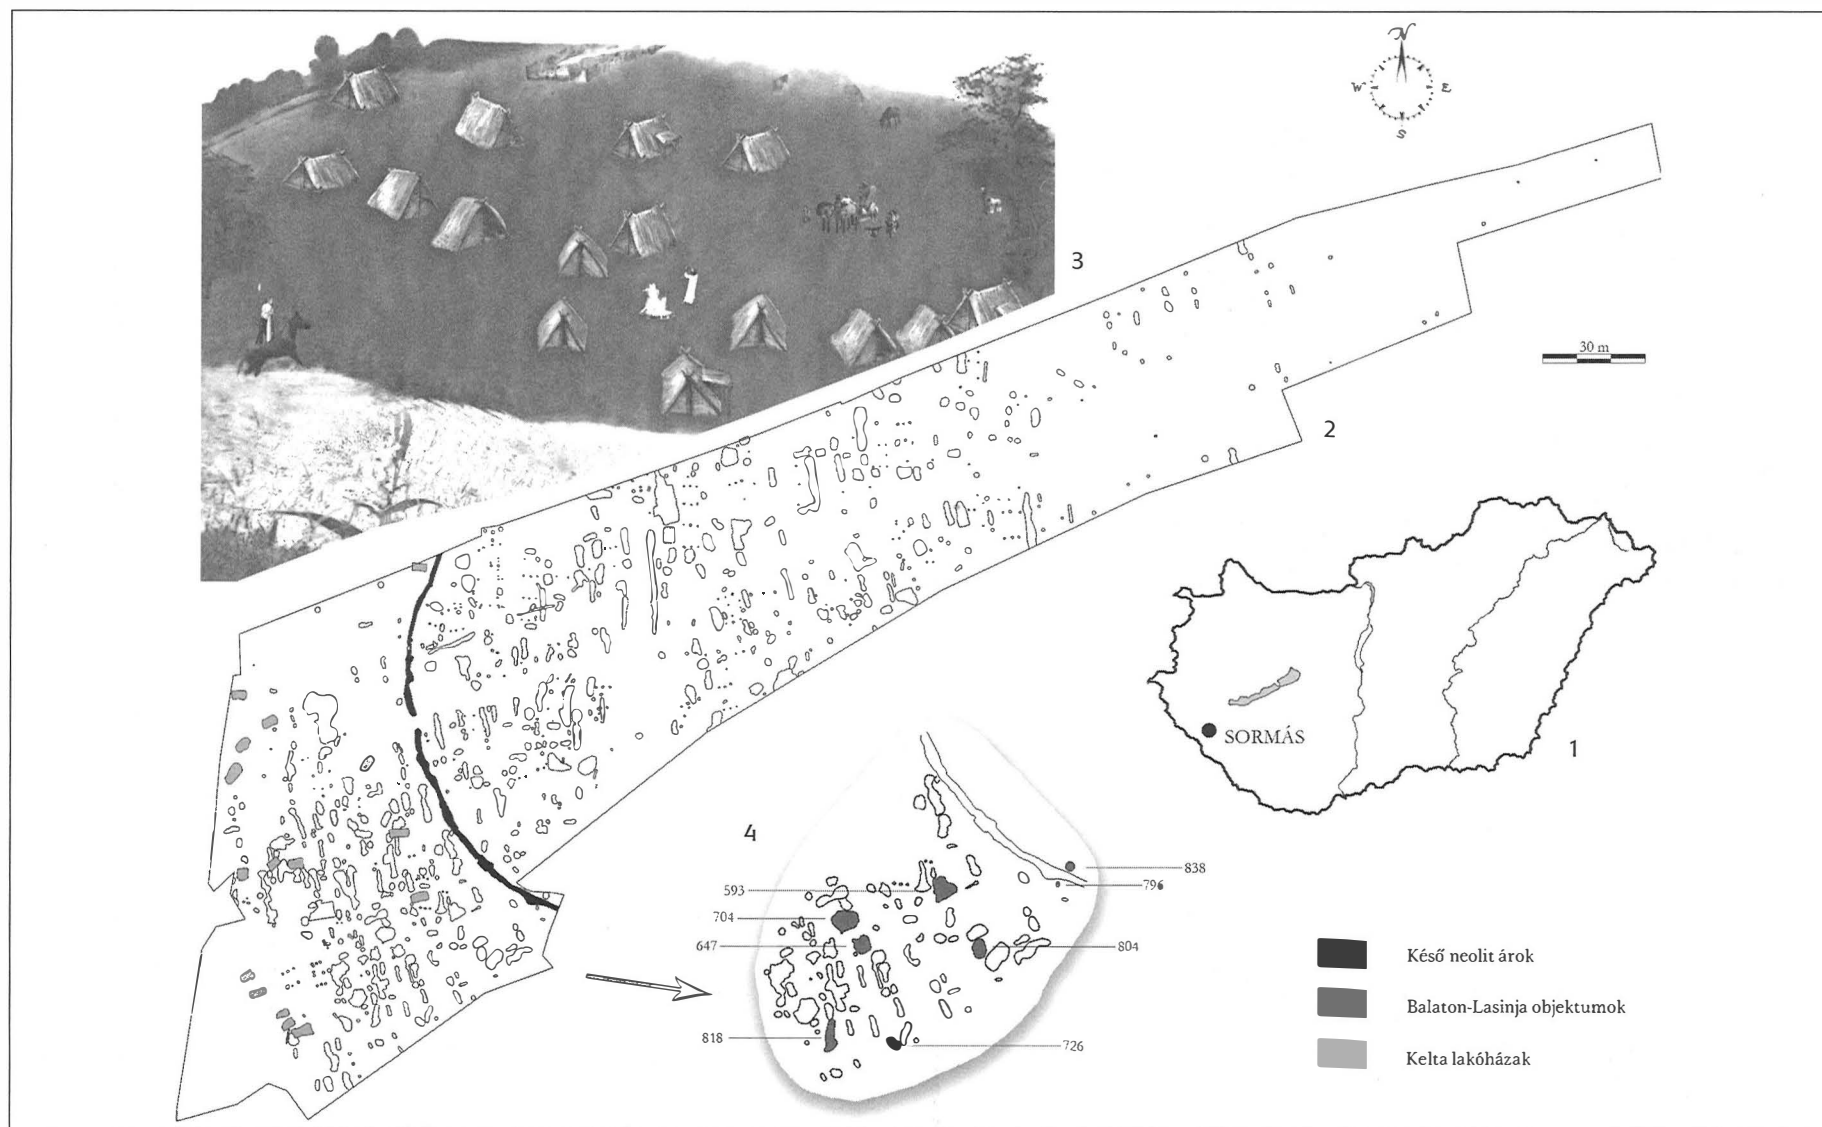 N
W
E
S
3
30 m
2
SORMÁS
1
4
838
796
593
704
647
804
818
726
Késő neolit árok
Balaton-Lasinja objektumok
Kelta lakóházak